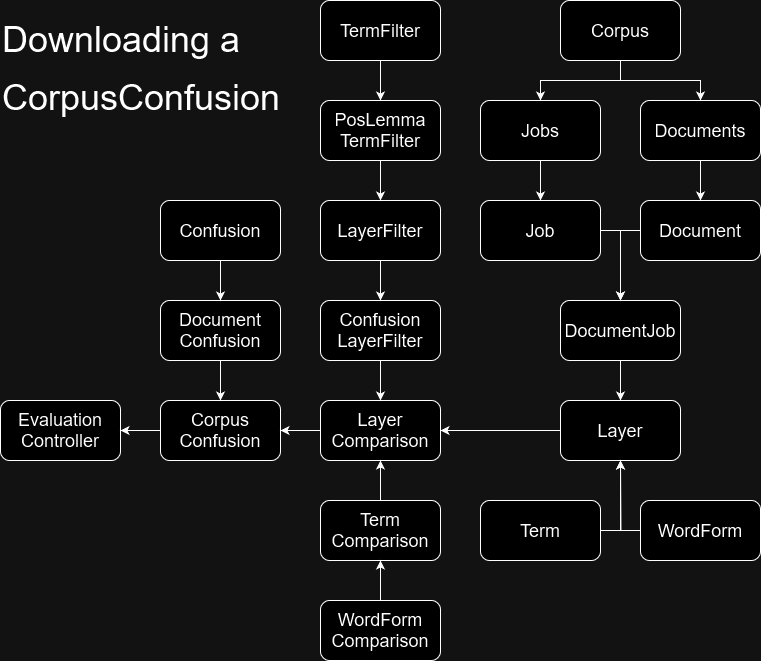 Downloading a
CorpusConfusion
TermFilter
Corpus
PosLemma
TermFilter
Jobs
Documents
Confusion
LayerFilter
Job
Document
Document
Confusion
Confusion
LayerFilter
DocumentJob
Evaluation
Controller
Corpus
Confusion
Layer
Comparison
Layer
Term
Comparison
Term
WordForm
WordForm
Comparison